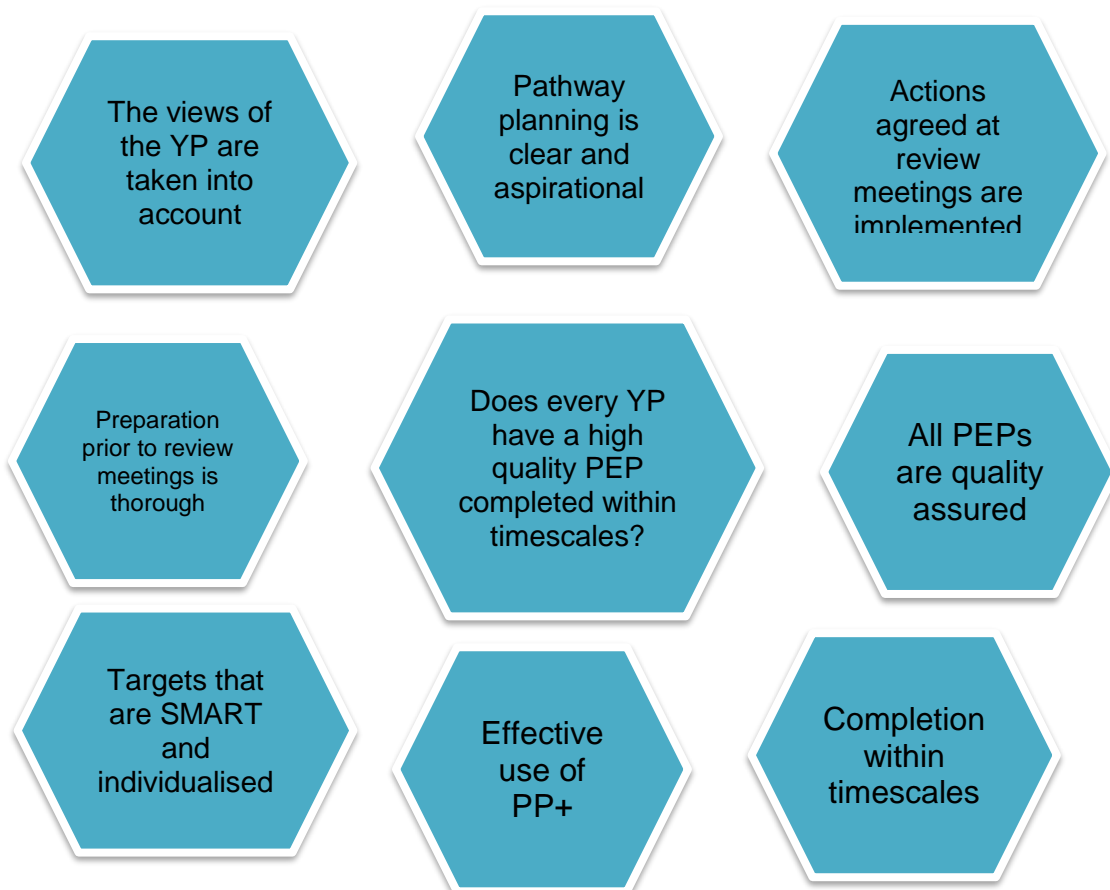 The views of
the YP are
taken into
account
Pathway
planning is
clear and
aspirational
Actions
agreed at
review
meetings are
implemented
Preparation
prior to review
meetings is
thorough
Does every YP
have a high
quality PEP
completed within
timescales?
All PEPs
are quality
assured
Targets that
are SMART
and
individualised
Effective
use of
PP+
Completion
within
timescales